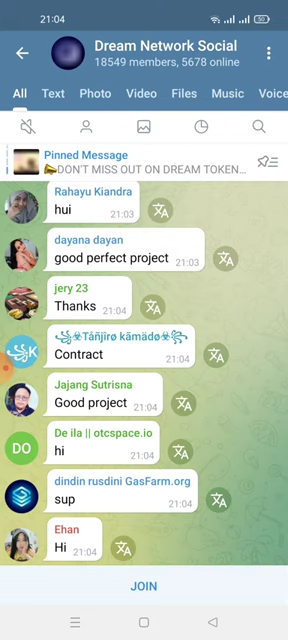 21:04
50
Dream Network Social
18549 members, 5678 online
All Text Photo Video Files Music Voice
Pinned Message
📣DON'T MISS OUT ON DREAM TOKEN...
Rahayu Kiandra
hui 21:03
dayana dayan
good perfect project 21:03
jery 23
Thanks 21:04
꧁☣Tåñjîrø kāmädø☣꧂
Contract 21:04
꧁K
Jajang Sutrisna
Good project 21:04
De ila || otcspace.io
hi 21:04
DO
dindin rusdini GasFarm.org
sup 21:04
Ehan
Hi 21:04
JOIN